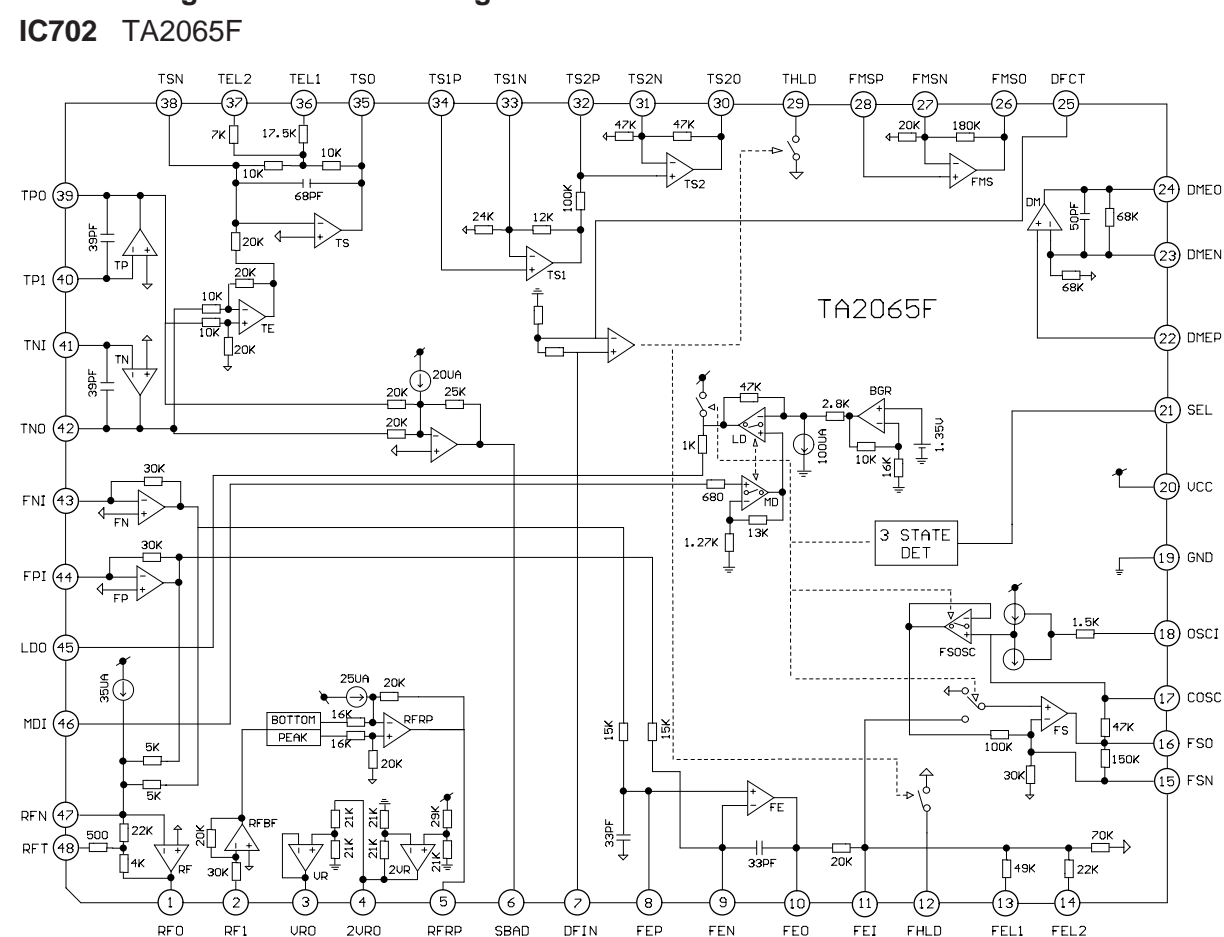 IC702 TA2065F
TSN TEL2 TEL1 TSO TS1P TS1N TS2P TS2N TS2O THLD FMSP FMSN FMSO DFCT
38 37 36 35 34 33 32 31 30 29 28 27 26 25
7K 17.5K 47K 47K 20K 180K
10K 10K
68PF
TS2 FMS
TPO 39
24 DMEO
39PF
TP
100K
24K 12K
TS
20K
TS1
DM
50PF
68K
TPI 40
23 DMEN
68K
20K
10K
10K
TE
20K
TA2065F
TNI 41
22 DMEP
TN
39PF
20UA
20K 25K
20K
47K
2.8K
BGR
1.35V
21 SEL
TNO 42
1K
LD
100UA
10K
16K
30K
FNI 43
FN
680
MD
13K
1.27K
20 VCC
3 STATE
DET
30K
FPI 44
FP
19 GND
LDO 45
1.5K
18 OSCI
FSOSC
35UA
25UA
20K
17 COSC
MDI 46
BOTTOM
PEAK
16K
16K
RFRP
20K
15K
15K
47K
FS
16 FSO
100K
150K
5K
5K
30K
15 FSN
RFN 47
22K
RFT 48
500
4K
RF
20K
RFBF
30K
21K
21K
VR
21K
21K
2VR
29K
21K
33PF
FE
33PF
20K
70K
49K
22K
1 2 3 4 5 6 7 8 9 10 11 12 13 14
RFO RFI VRO 2VRO RFRP SBAD DFIN FEP FEN FEO FEI FHLD FEL1 FEL2